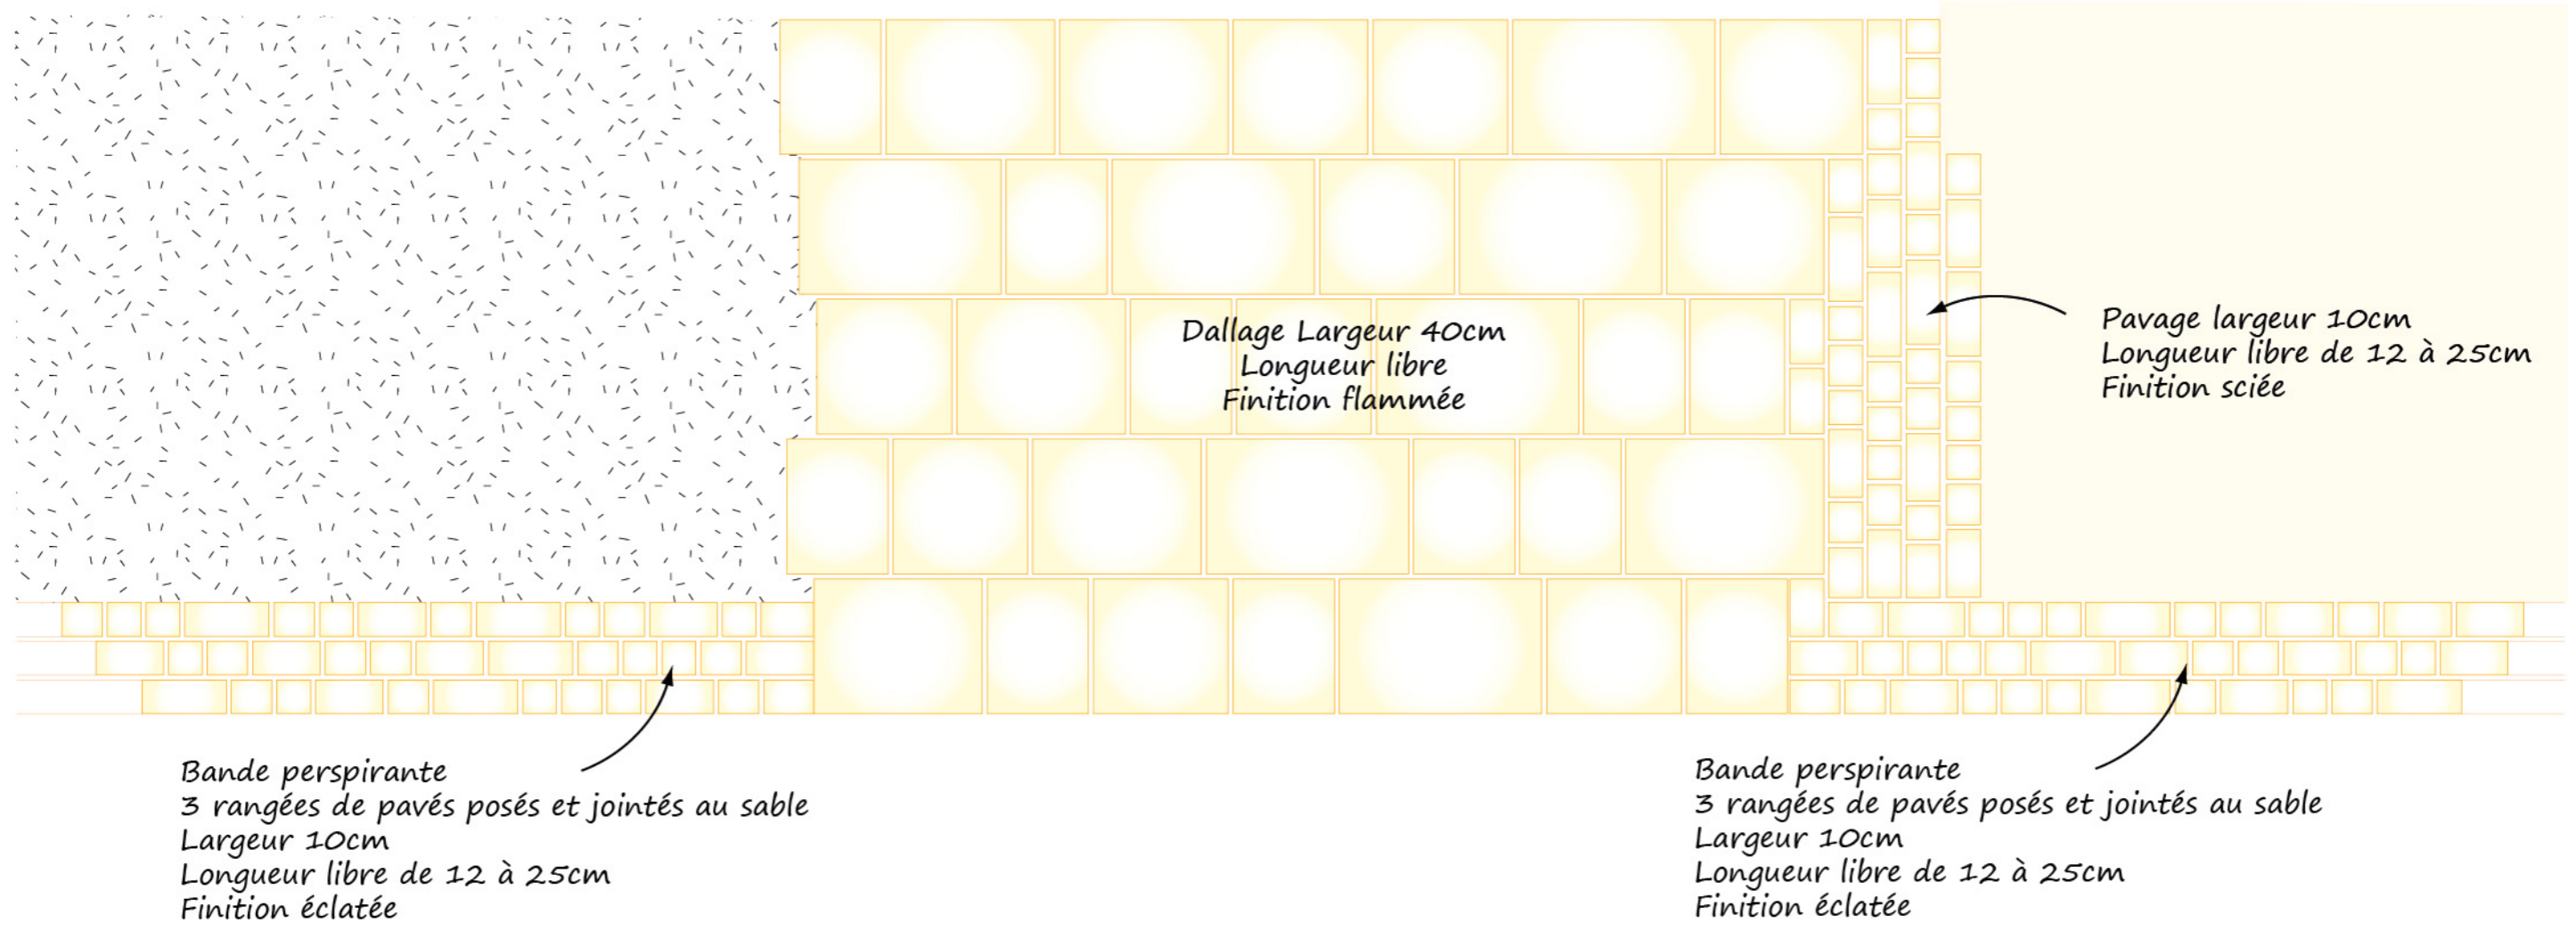 Dallage Largeur 40cm
Longueur libre
Finition flammée
Pavage largeur 10cm
Longueur libre de 12 à 25cm
Finition sciée
Bande perspirante
3 rangées de pavés posés et jointés au sable
Largeur 10cm
Longueur libre de 12 à 25cm
Finition éclatée
Bande perspirante
3 rangées de pavés posés et jointés au sable
Largeur 10cm
Longueur libre de 12 à 25cm
Finition éclatée